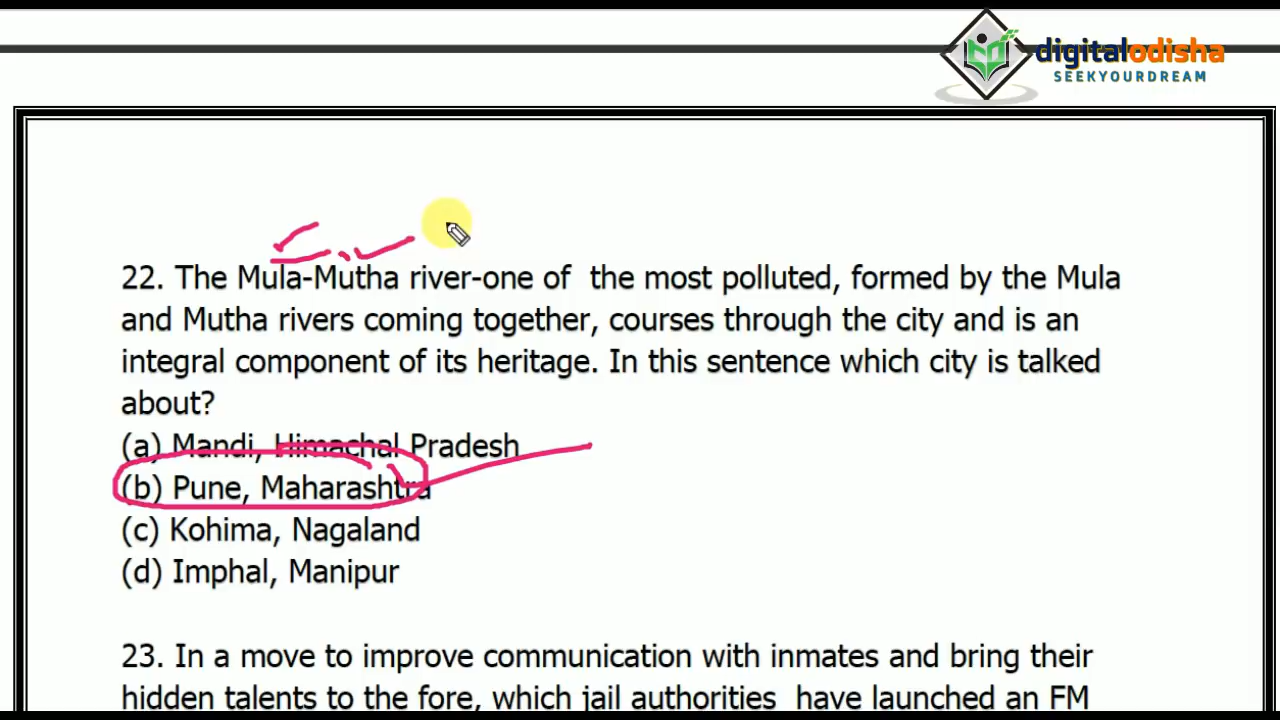 digitalodisha
SEEKYOURDREAM
22. The Mula-Mutha river-one of the most polluted, formed by the Mula
and Mutha rivers coming together, courses through the city and is an
integral component of its heritage. In this sentence which city is talked
about?
(a) Mandi, Himachal Pradesh
(b) Pune, Maharashtra
(c) Kohima, Nagaland
(d) Imphal, Manipur
23. In a move to improve communication with inmates and bring their
hidden talents to the fore, which jail authorities have launched an FM